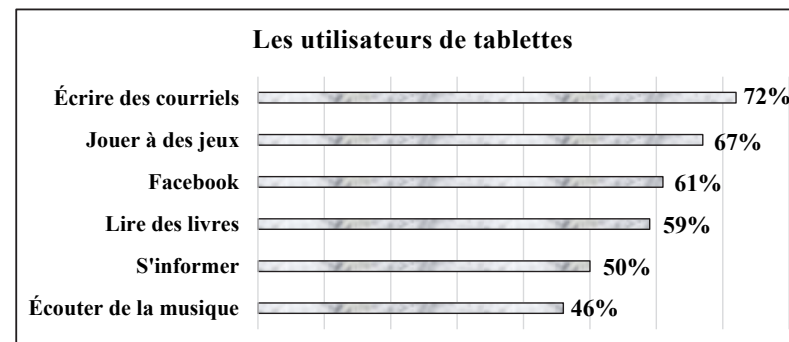 Les utilisateurs de tablettes
Écrire des courriels 72%
Jouer à des jeux 67%
Facebook 61%
Lire des livres 59%
S'informer 50%
Écouter de la musique 46%